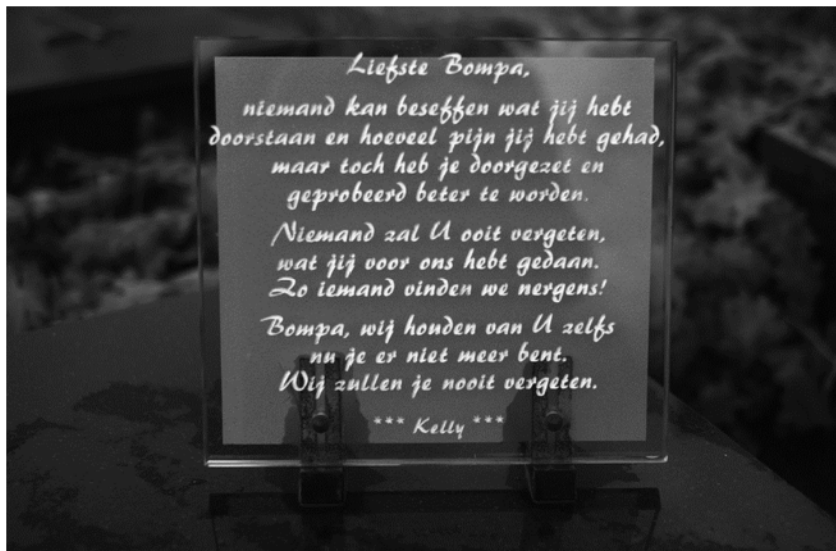 Liefste Bompa,
niemand kan beseffen wat jij hebt
doorstaan en hoeveel pijn jij hebt gehad,
maar toch heb je doorgezet en
geprobeerd beter te worden.
Niemand zal U ooit vergeten,
wat jij voor ons hebt gedaan.
Zo iemand vinden we nergens!
Bompa, wij houden van U zelfs
nu je er niet meer bent.
Wij zullen je nooit vergeten.
*** Kelly ***